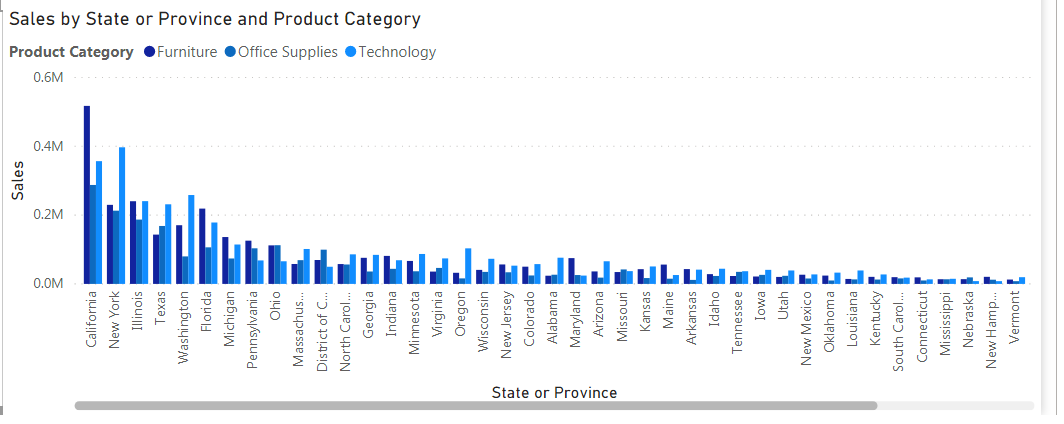 Sales by State or Province and Product Category
Product Category Furniture Office Supplies Technology
0.6M
0.4M
0.2M
0.0M
Sales
California
New York
Illinois
Texas
Washington
Florida
Michigan
Pennsylvania
Ohio
Massachus...
District of C...
North Carol...
Georgia
Indiana
Minnesota
Virginia
Oregon
Wisconsin
New Jersey
Colorado
Alabama
Maryland
Arizona
Missouri
Kansas
Maine
Arkansas
Idaho
Tennessee
Iowa
Utah
New Mexico
Oklahoma
Louisiana
Kentucky
South Carol...
Connecticut
Mississippi
Nebraska
New Hamp...
Vermont
State or Province